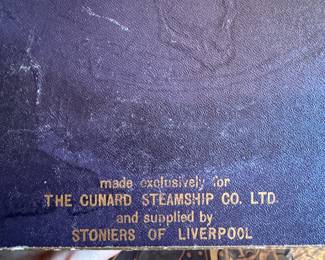 made exclusively for
THE CUNARD STEAMSHIP CO. LTD
and supplied by
STONIERS OF LIVERPOOL